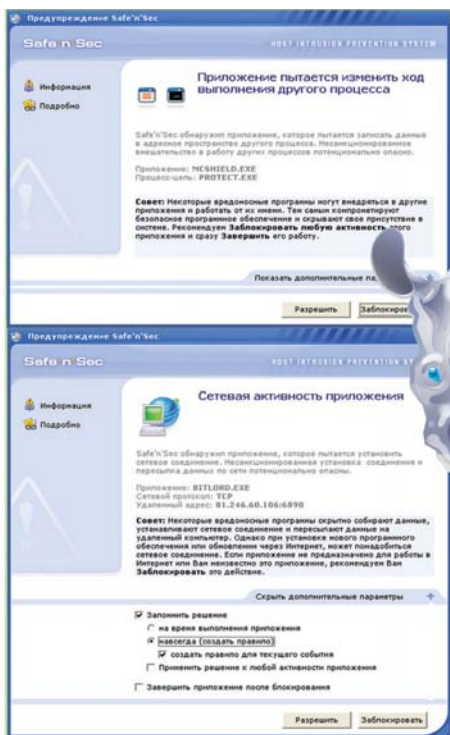 Предупреждение Safe'n'Sec
Safe'n'Sec
HOST INTRUSION PREVENTION SYSTEM
Информация
Подробно
Приложение пытается изменить ход
выполнения другого процесса
Safe'n'Sec обнаружил приложение, которое пытается записать данные
в адресное пространство другого процесса. Несанкционированное
вмешательство в работу других процессов потенциально опасно.
Приложение: MCSHIELD.EXE
Процесс-цель: PROTECT.EXE
Совет: Некоторые вредоносные программы могут внедряться в другие
приложения и работать от их имени. Тем самым компрометируют
безопасное программное обеспечение и скрывают свое присутствие в
системе. Рекомендуем Заблокировать любую активность этого
приложения и сразу Завершить его работу.
Показать дополнительные па
Разрешить
Заблокиро
Предупреждение Safe'n'Sec
Safe'n'Sec
HOST INTRUSION PREVENTION SY
Информация
Подробно
Сетевая активность приложения
Safe'n'Sec обнаружил приложение, которое пытается установить
сетевое соединение. Несанкционированная установка соединения и
пересылка данных по сети потенциально опасны.
Приложение: BITLORD.EXE
Сетевой протокол: TCP
Удаленный адрес: 81.246.60.106:6890
Совет: Некоторые вредоносные программы скрытно собирают данные,
устанавливают сетевое соединение и пересылают данные на
удаленный компьютер. Однако при установке нового программного
обеспечения или обновлении через Интернет, может понадобиться
сетевое соединение. Если приложение не предназначено для работы в
Интернет или Вам неизвестно это приложение, рекомендуем Вам
Заблокировать это действие.
Скрыть дополнительные параметры
Запомнить решение
на время выполнения приложения
навсегда (создать правило)
создать правило для текущего события
Применить решение к любой активности приложения
Завершить приложение после блокирования
Разрешить
Заблокировать